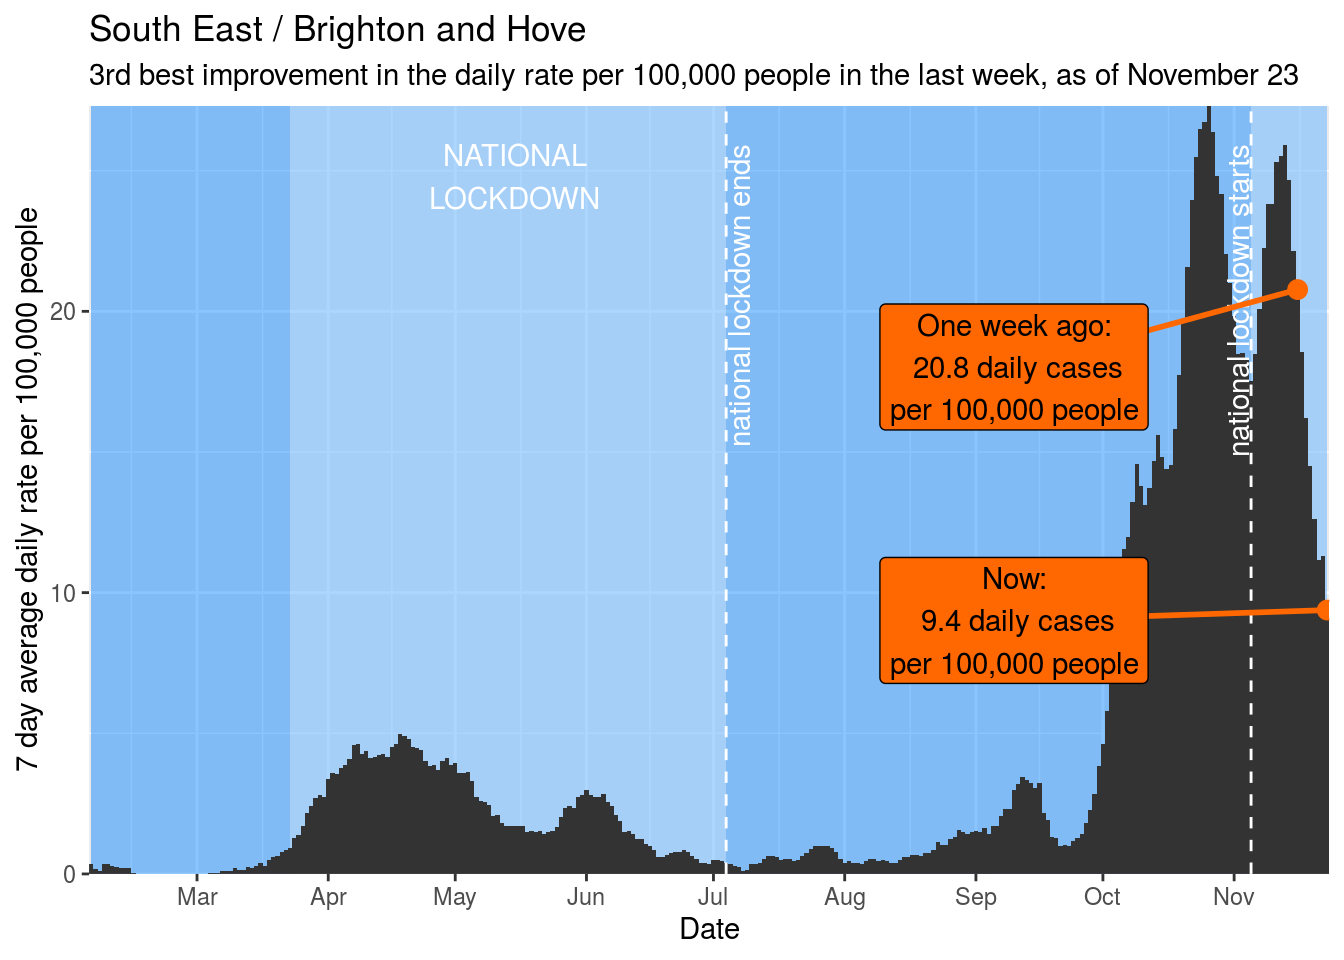 South East / Brighton and Hove
3rd best improvement in the daily rate per 100,000 people in the last week, as of November 23
7 day average daily rate per 100,000 people
20
10
0
NATIONAL
LOCKDOWN
national lockdown ends
national lockdown starts
One week ago:
20.8 daily cases
per 100,000 people
Now:
9.4 daily cases
per 100,000 people
Mar
Apr
May
Jun
Jul
Aug
Sep
Oct
Nov
Date